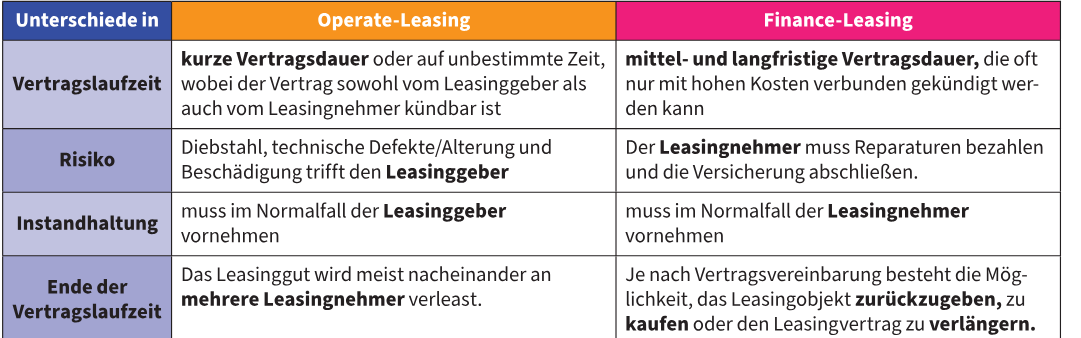 Unterschiede in
Operate-Leasing
Finance-Leasing
Vertragslaufzeit
kurze Vertragsdauer oder auf unbestimmte Zeit,
wobei der Vertrag sowohl vom Leasinggeber als
auch vom Leasingnehmer kündbar ist
mittel- und langfristige Vertragsdauer, die oft
nur mit hohen Kosten verbunden gekündigt wer-
den kann
Risiko
Diebstahl, technische Defekte/Alterung und
Beschädigung trifft den Leasinggeber
Der Leasingnehmer muss Reparaturen bezahlen
und die Versicherung abschließen.
Instandhaltung
muss im Normalfall der Leasinggeber
vornehmen
muss im Normalfall der Leasingnehmer
vornehmen
Ende der
Vertragslaufzeit
Das Leasinggut wird meist nacheinander an
mehrere Leasingnehmer verleast.
Je nach Vertragsvereinbarung besteht die Mög-
lichkeit, das Leasingobjekt zurückzugeben, zu
kaufen oder den Leasingvertrag zu verlängern.